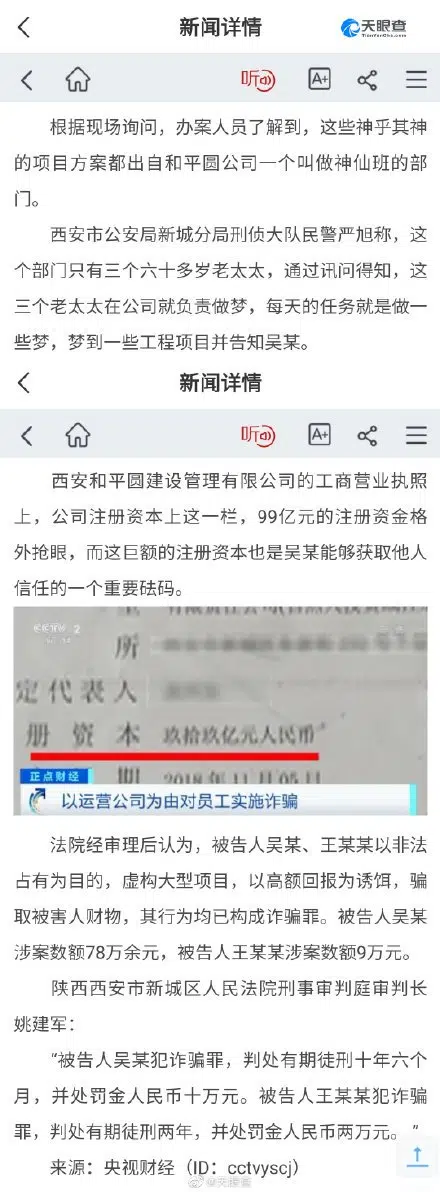 新闻详情
天眼查
TianYanCha.com
听
A+
根据现场询问，办案人员了解到，这些神乎其神
的项目方案都出自和平圆公司一个叫做神仙班的部
门。
西安市公安局新城分局刑侦大队民警严旭称，这
个部门只有三个六十多岁老太太，通过讯问得知，这
三个老太太在公司就负责做梦，每天的任务就是做一
些梦，梦到一些工程项目并告知吴某。
新闻详情
听
A+
西安和平圆建设管理有限公司的工商营业执照
上，公司注册资本上这一栏，99亿元的注册资金格
外抢眼，而这巨额的注册资本也是吴某能够获取他人
信任的一个重要砝码。
CCTV 2
所
定代表人
册资本 玖拾玖亿元人民币
期 2018年11月05日
正点财经
以运营公司为由对员工实施诈骗
法院经审理后认为，被告人吴某、王某某以非法
占有为目的，虚构大型项目，以高额回报为诱饵，骗
取被害人财物，其行为均已构成诈骗罪。被告人吴某
涉案数额78万余元，被告人王某某涉案数额9万元。
陕西西安市新城区人民法院刑事审判庭审判长
姚建军：
“被告人吴某犯诈骗罪，判处有期徒刑十年六个
月，并处罚金人民币十万元。被告人王某某犯诈骗
罪，判处有期徒刑两年，并处罚金人民币两万元。”
来源：央视财经（ID：cctvyscj）
@天眼查